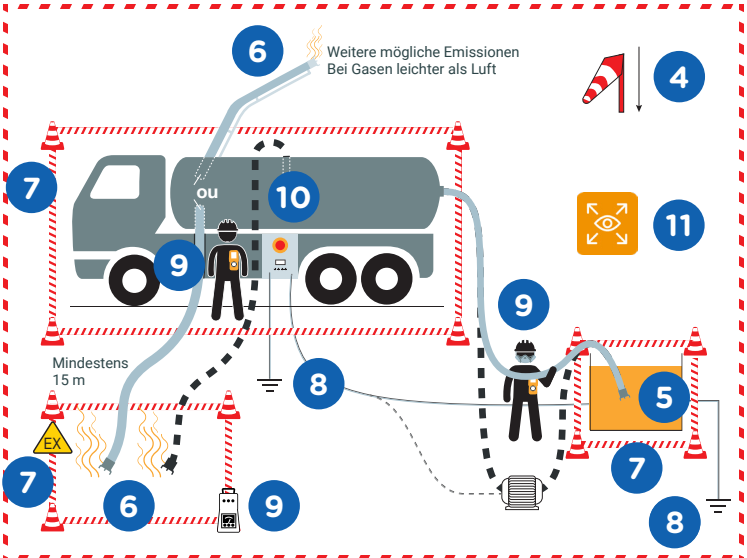 6
Weitere mögliche Emissionen
Bei Gasen leichter als Luft
4
7
ou
10
11
9
9
Mindestens
15 m
8
5
EX
7
6
9
7
8